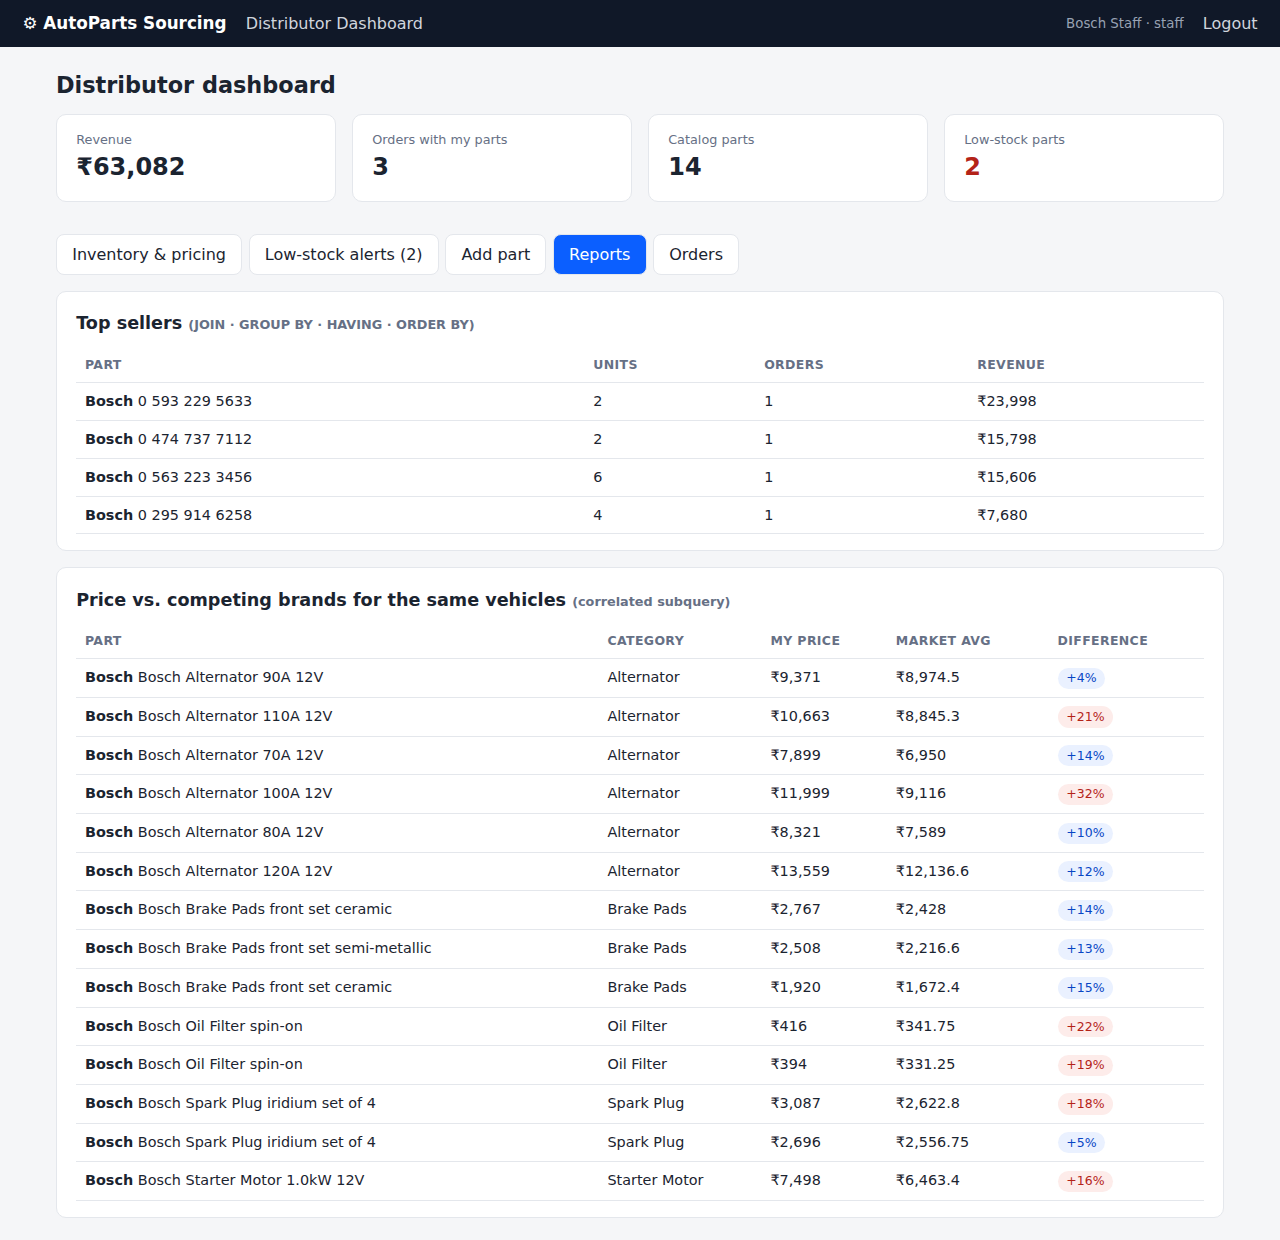 ⚙ AutoParts Sourcing Distributor Dashboard Bosch Staff · staff Logout
Distributor dashboard
Revenue Orders with my parts Catalog parts Low-stock parts
₹63,082 3 14 2
Inventory & pricing Low-stock alerts (2) Add part Reports Orders
Top sellers (JOIN · GROUP BY · HAVING · ORDER BY)
PART UNITS ORDERS REVENUE
Bosch 0 593 229 5633 2 1 ₹23,998
Bosch 0 474 737 7112 2 1 ₹15,798
Bosch 0 563 223 3456 6 1 ₹15,606
Bosch 0 295 914 6258 4 1 ₹7,680
Price vs. competing brands for the same vehicles (correlated subquery)
PART CATEGORY MY PRICE MARKET AVG DIFFERENCE
Bosch Bosch Alternator 90A 12V Alternator ₹9,371 ₹8,974.5 +4%
Bosch Bosch Alternator 110A 12V Alternator ₹10,663 ₹8,845.3 +21%
Bosch Bosch Alternator 70A 12V Alternator ₹7,899 ₹6,950 +14%
Bosch Bosch Alternator 100A 12V Alternator ₹11,999 ₹9,116 +32%
Bosch Bosch Alternator 80A 12V Alternator ₹8,321 ₹7,589 +10%
Bosch Bosch Alternator 120A 12V Alternator ₹13,559 ₹12,136.6 +12%
Bosch Bosch Brake Pads front set ceramic Brake Pads ₹2,767 ₹2,428 +14%
Bosch Bosch Brake Pads front set semi-metallic Brake Pads ₹2,508 ₹2,216.6 +13%
Bosch Bosch Brake Pads front set ceramic Brake Pads ₹1,920 ₹1,672.4 +15%
Bosch Bosch Oil Filter spin-on Oil Filter ₹416 ₹341.75 +22%
Bosch Bosch Oil Filter spin-on Oil Filter ₹394 ₹331.25 +19%
Bosch Bosch Spark Plug iridium set of 4 Spark Plug ₹3,087 ₹2,622.8 +18%
Bosch Bosch Spark Plug iridium set of 4 Spark Plug ₹2,696 ₹2,556.75 +5%
Bosch Bosch Starter Motor 1.0kW 12V Starter Motor ₹7,498 ₹6,463.4 +16%